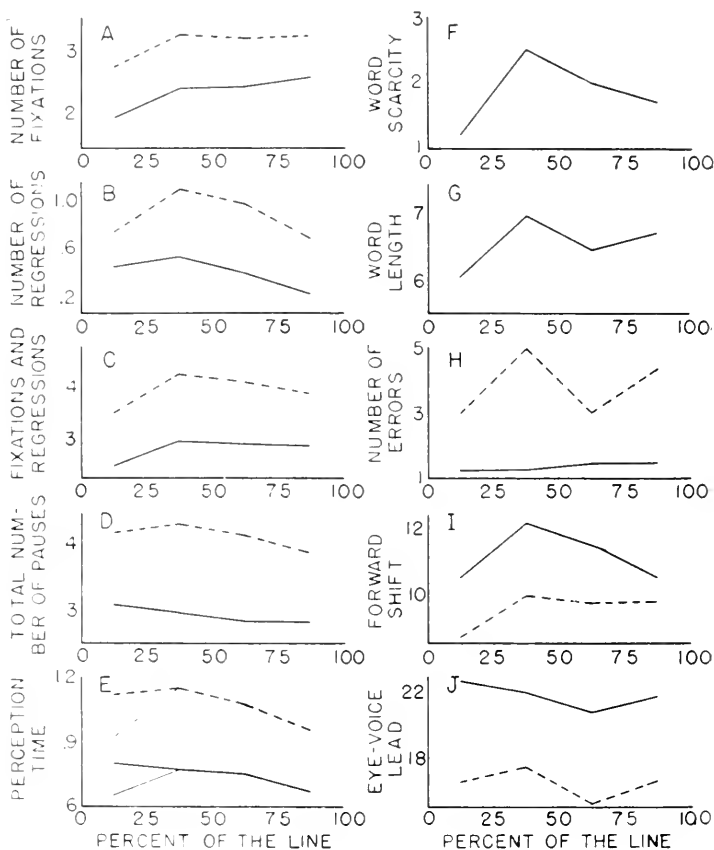 NUMBER OF
FIXATIONS
A
3
2
0 25 50 75 100
NUMBER OF
REGRESSIONS
B
1.0
.6
.2
0 25 50 75 100
FIXATIONS AND
REGRESSIONS
C
4
3
0 25 50 75 100
TOTAL NUM-
BER OF PAUSES
D
4
3
0 25 50 75 100
PERCEPTION
TIME
E
1.2
.9
.6
0 25 50 75 100
PERCENT OF THE LINE
WORD
SCARCITY
F
3
2
1
0 25 50 75 100
WORD
LENGTH
G
7
6
0 25 50 75 100
NUMBER OF
ERRORS
H
5
3
1
0 25 50 75 100
FORWARD
SHIFT
I
12
10
0 25 50 75 100
EYE-VOICE
LEAD
J
22
18
0 25 50 75 100
PERCENT OF THE LINE